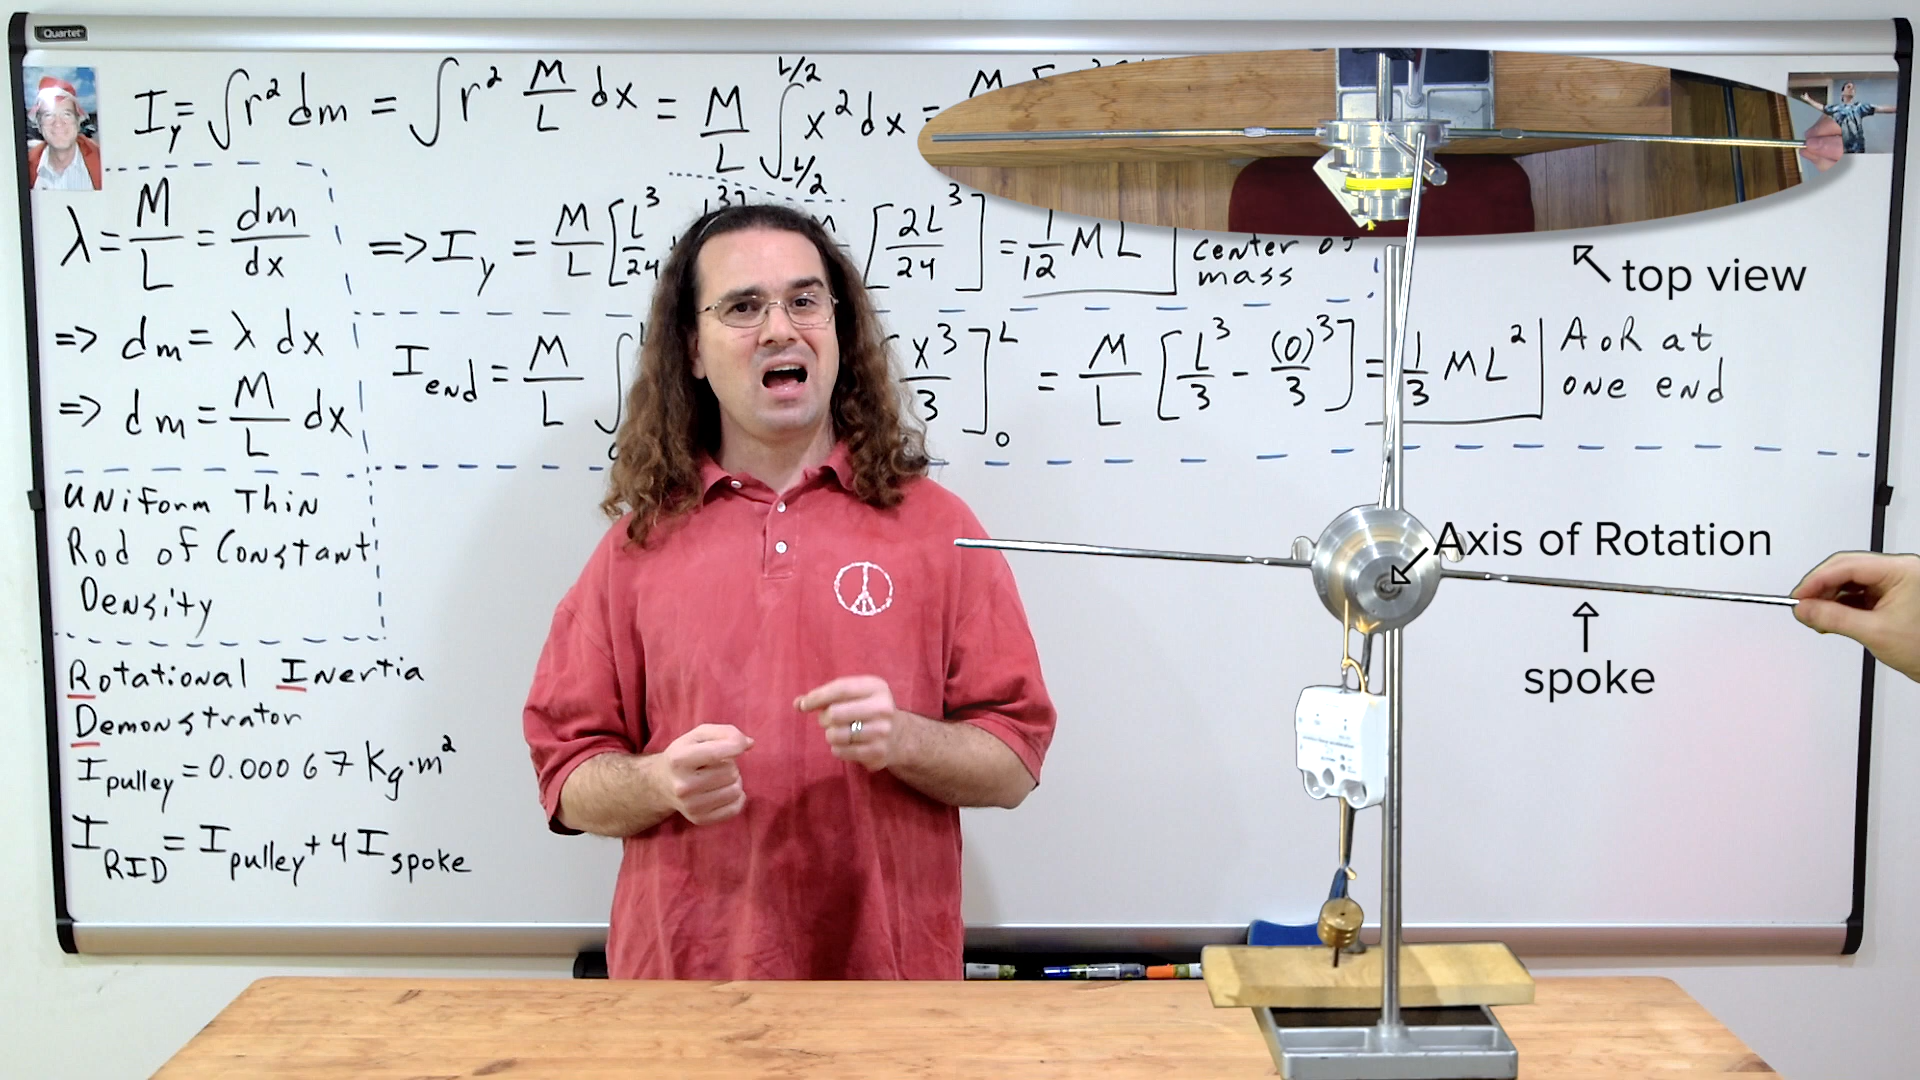 Quartet
I_y = ∫r² dm = ∫r² M/L dx = M/L ∫_{-L/2}^{L/2} x² dx = M
λ = M/L = dm/dx
=> I_y = M/L [L³/24 [2L³/24] = 1/12 ML
center of
mass
top view
=> dm = λ dx
I_end = M/L ∫ x³/3]_0^L = M/L [L³/3 - (0)³/3] = 1/3 ML²
AoR at
one end
=> dm = M/L dx
Uniform Thin
Rod of Constant
Density
Axis of Rotation
spoke
Rotational Inertia
Demonstrator
I_pulley = 0.00067 Kg·m²
I_RID = I_pulley + 4 I_spoke